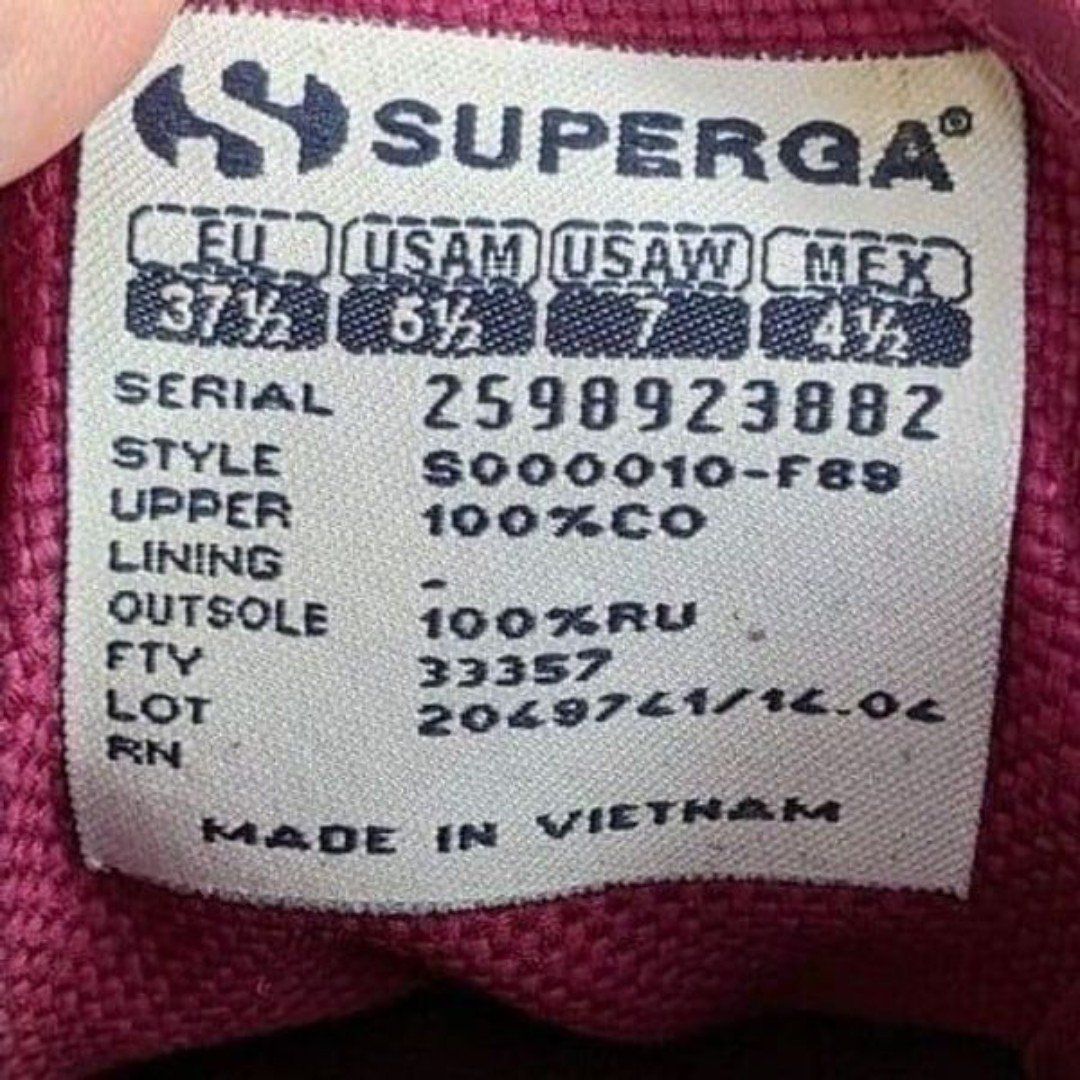 SUPERGA®
EU USAM USAW MEX
37½ 6½ 7 4½
SERIAL 2598923882
STYLE S000010-F69
UPPER 100%CO
LINING -
OUTSOLE 100%RU
FTY 33357
LOT 2049741/14.04
RN
MADE IN VIETNAM